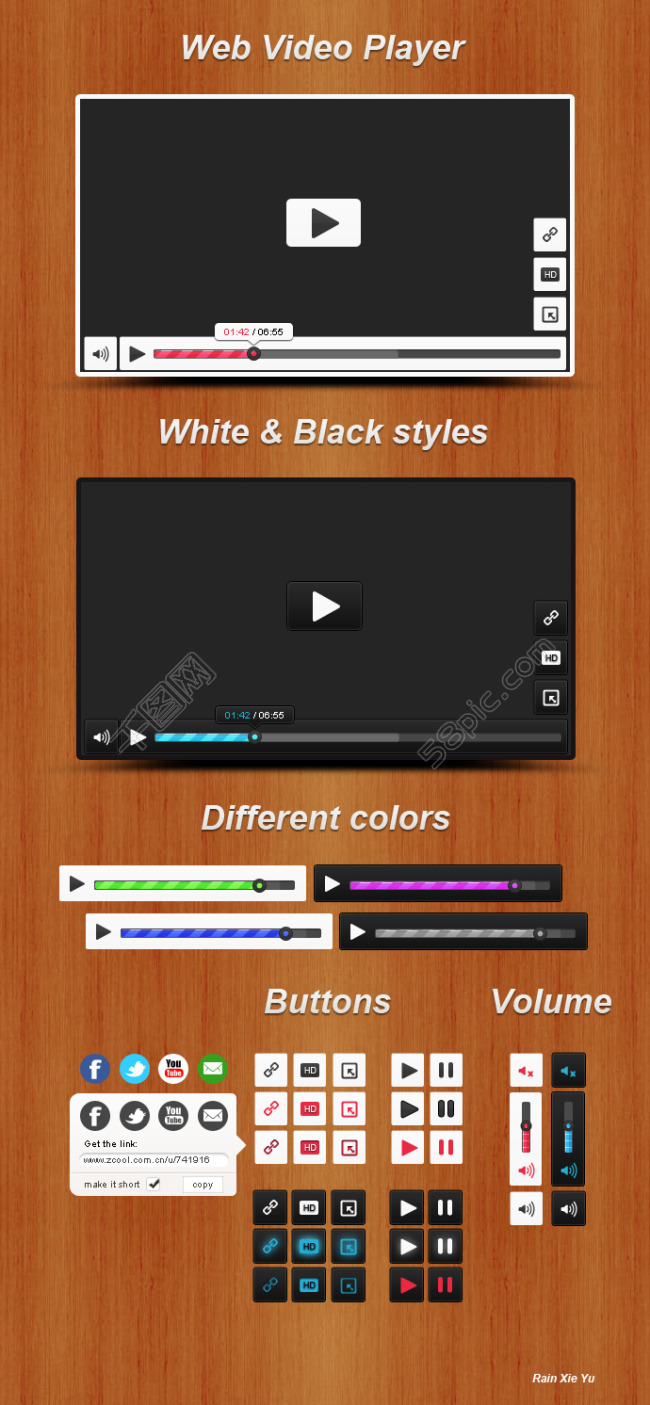 Web Video Player
HD
01:42 / 06:55
White & Black styles
HD
千图网
58pic.com
01:42 / 06:55
Different colors
Buttons
Volume
You
Tube
HD
You
Tube
HD
Get the link:
www.zcool.com.cn/u/741916
HD
make it short
copy
HD
HD
HD
Rain Xie Yu